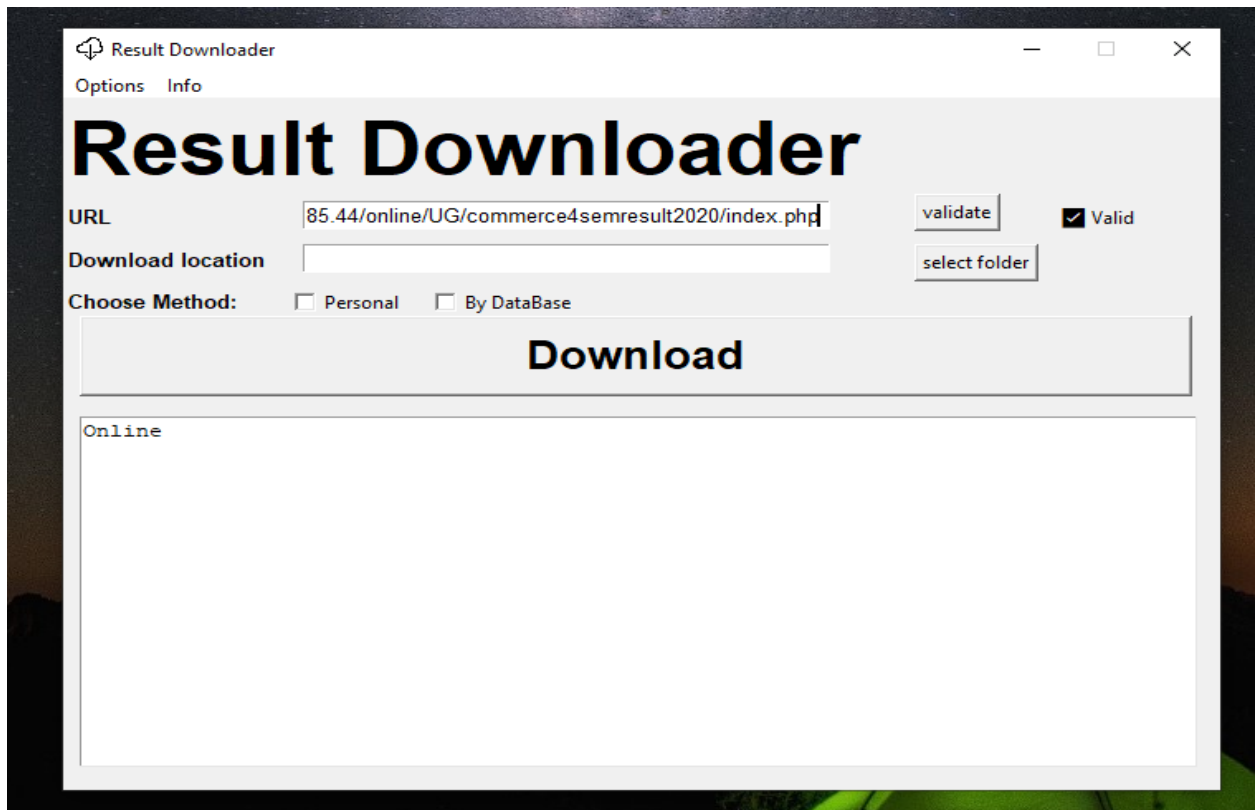 Result Downloader
Options Info
Result Downloader
URL 85.44/online/UG/commerce4semresult2020/index.php validate Valid
Download location select folder
Choose Method: Personal By DataBase
Download
Online